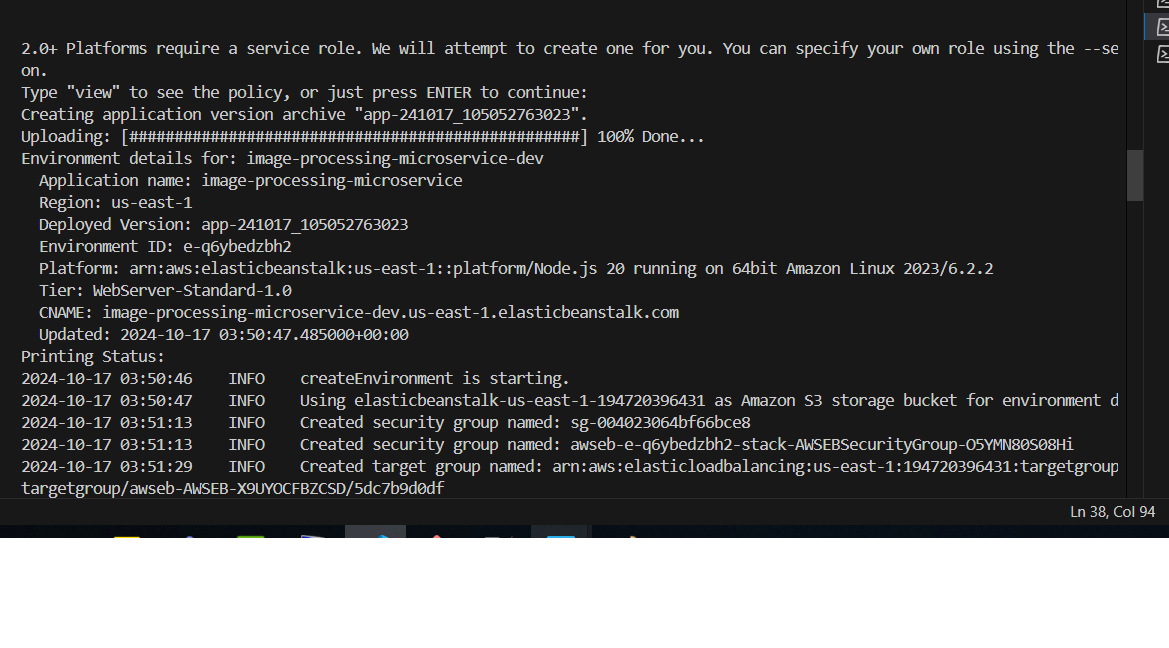 2.0+ Platforms require a service role. We will attempt to create one for you. You can specify your own role using the --se
on.
Type "view" to see the policy, or just press ENTER to continue:
Creating application version archive "app-241017_105052763023".
Uploading: [##################################################] 100% Done...
Environment details for: image-processing-microservice-dev
  Application name: image-processing-microservice
  Region: us-east-1
  Deployed Version: app-241017_105052763023
  Environment ID: e-q6ybedzbh2
  Platform: arn:aws:elasticbeanstalk:us-east-1::platform/Node.js 20 running on 64bit Amazon Linux 2023/6.2.2
  Tier: WebServer-Standard-1.0
  CNAME: image-processing-microservice-dev.us-east-1.elasticbeanstalk.com
  Updated: 2024-10-17 03:50:47.485000+00:00
Printing Status:
2024-10-17 03:50:46    INFO    createEnvironment is starting.
2024-10-17 03:50:47    INFO    Using elasticbeanstalk-us-east-1-194720396431 as Amazon S3 storage bucket for environment d
2024-10-17 03:51:13    INFO    Created security group named: sg-004023064bf66bce8
2024-10-17 03:51:13    INFO    Created security group named: awseb-e-q6ybedzbh2-stack-AWSEBSecurityGroup-O5YMN80S08Hi
2024-10-17 03:51:29    INFO    Created target group named: arn:aws:elasticloadbalancing:us-east-1:194720396431:targetgroup
targetgroup/awseb-AWSEB-X9UYOCFBZCSD/5dc7b9d0df
Ln 38, Col 94